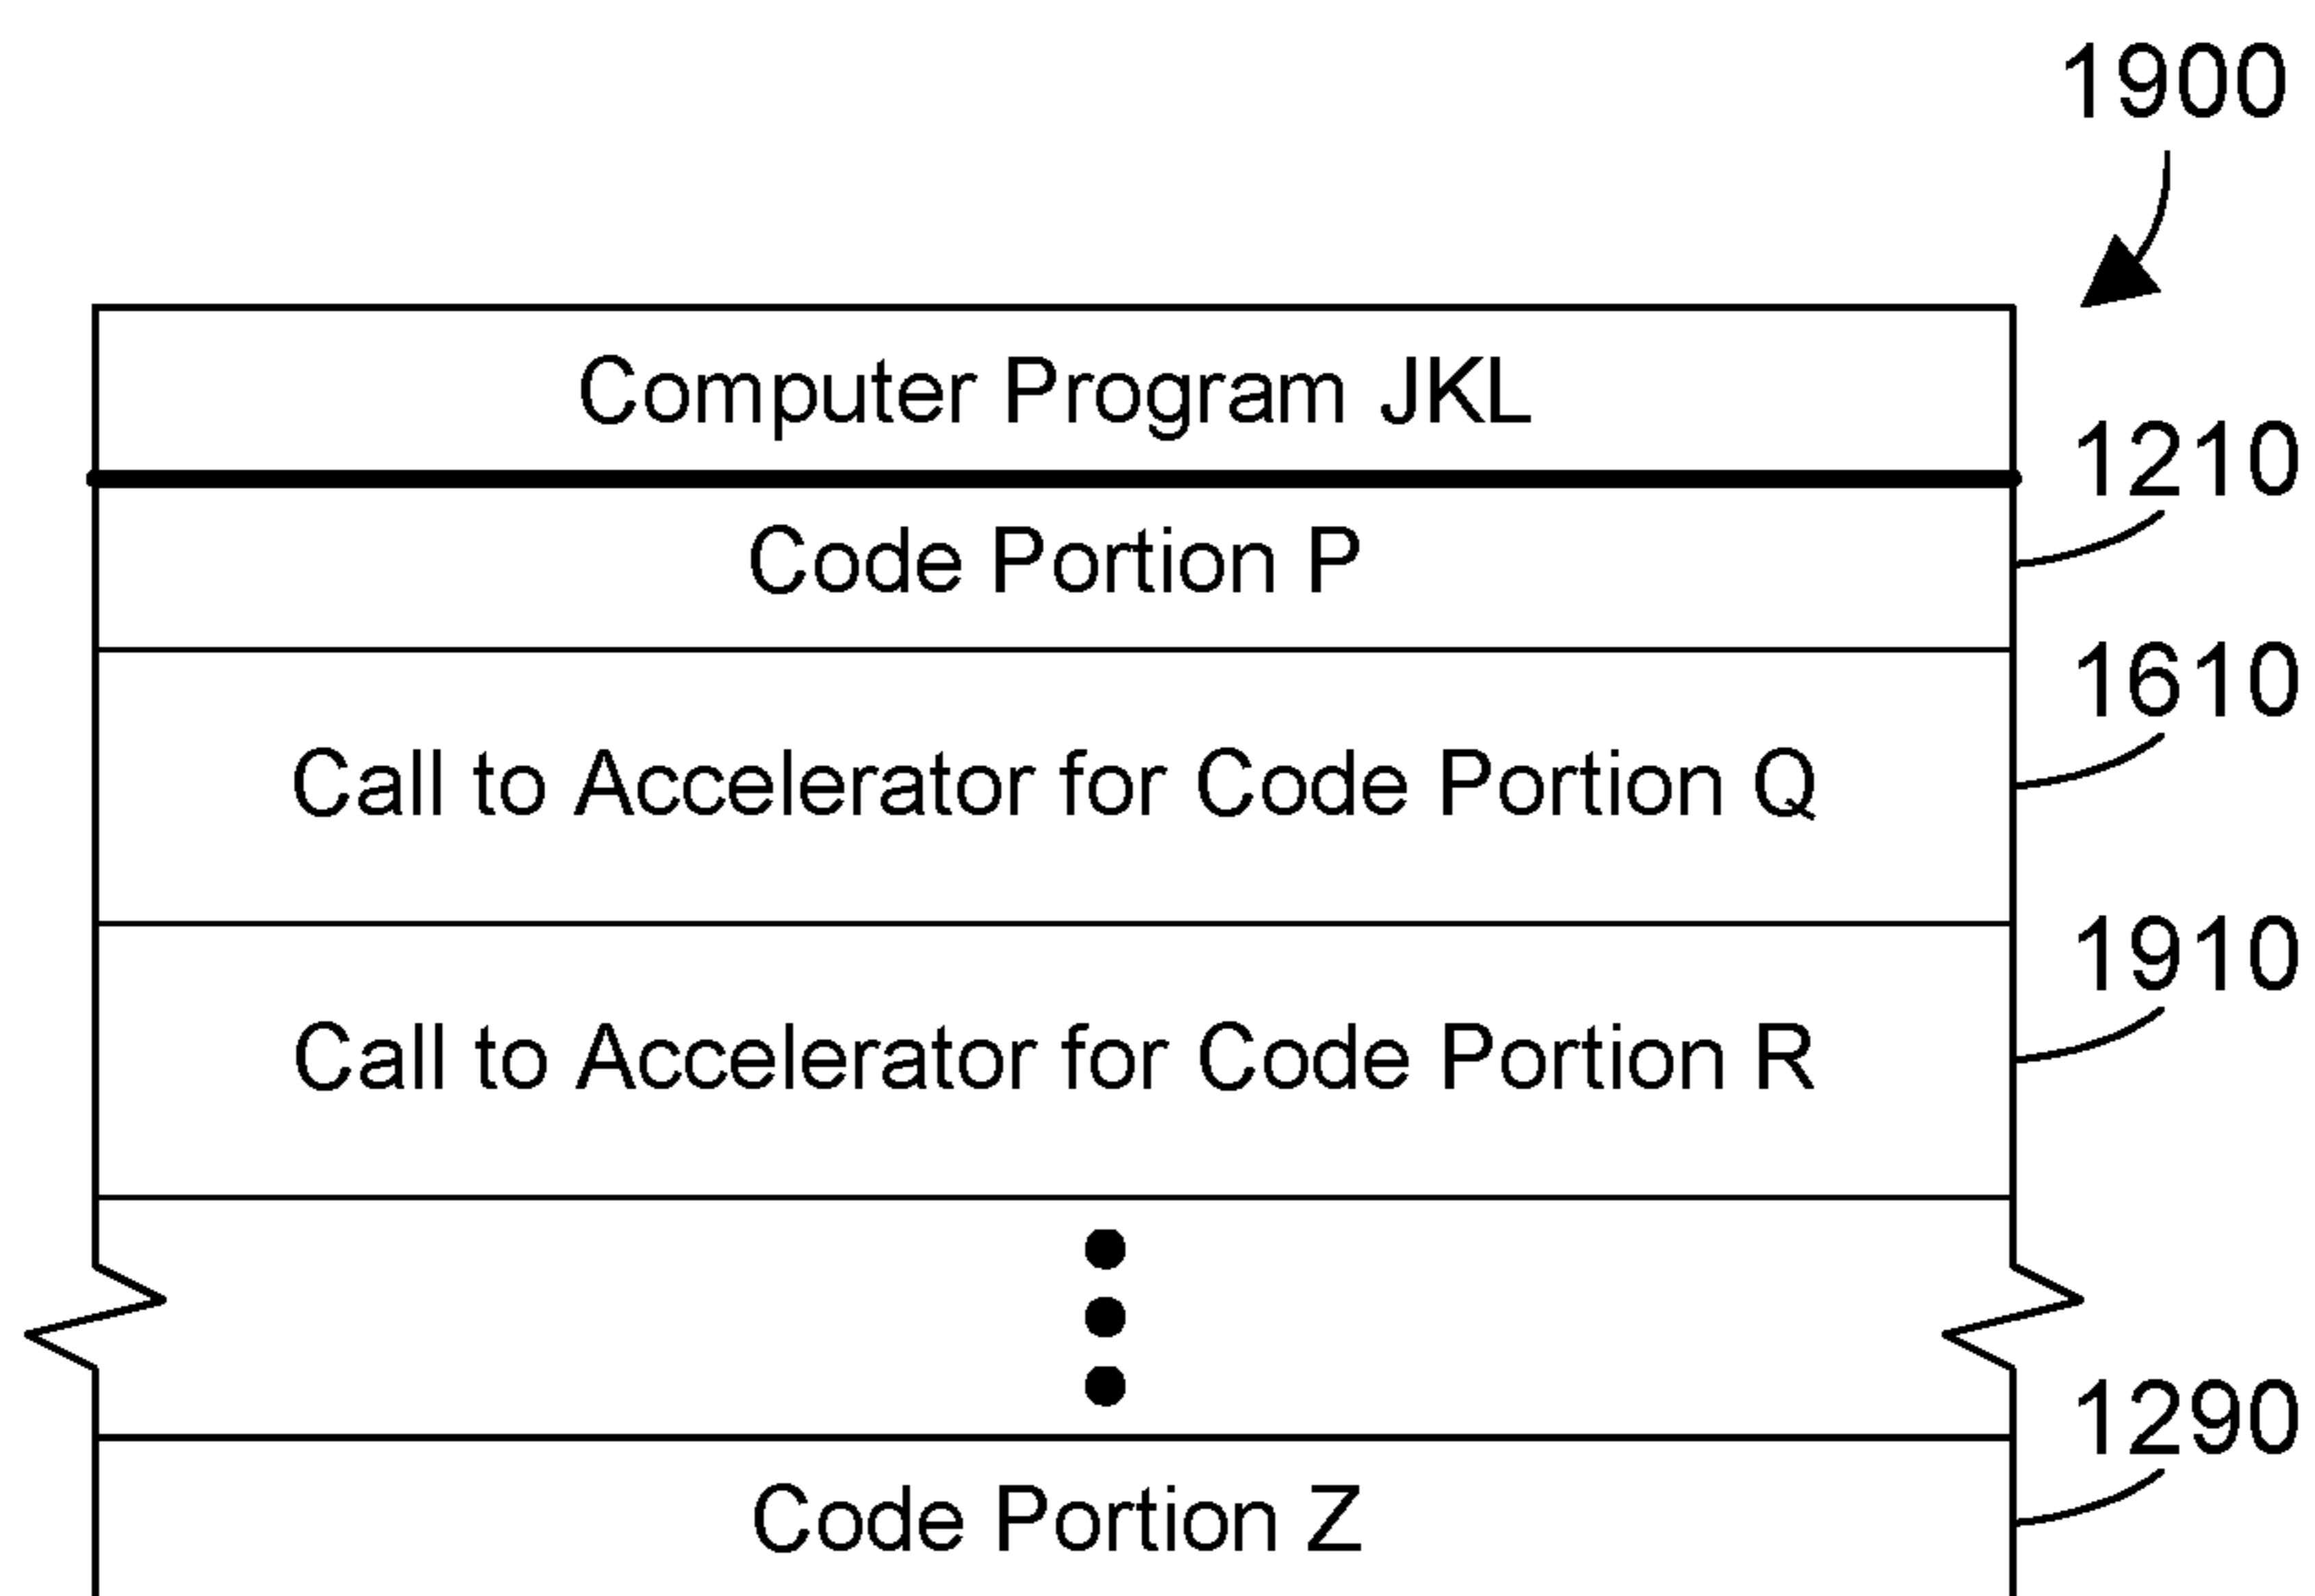 1900
Computer Program JKL
1210
Code Portion P
1610
Call to Accelerator for Code Portion Q
1910
Call to Accelerator for Code Portion R
1290
Code Portion Z